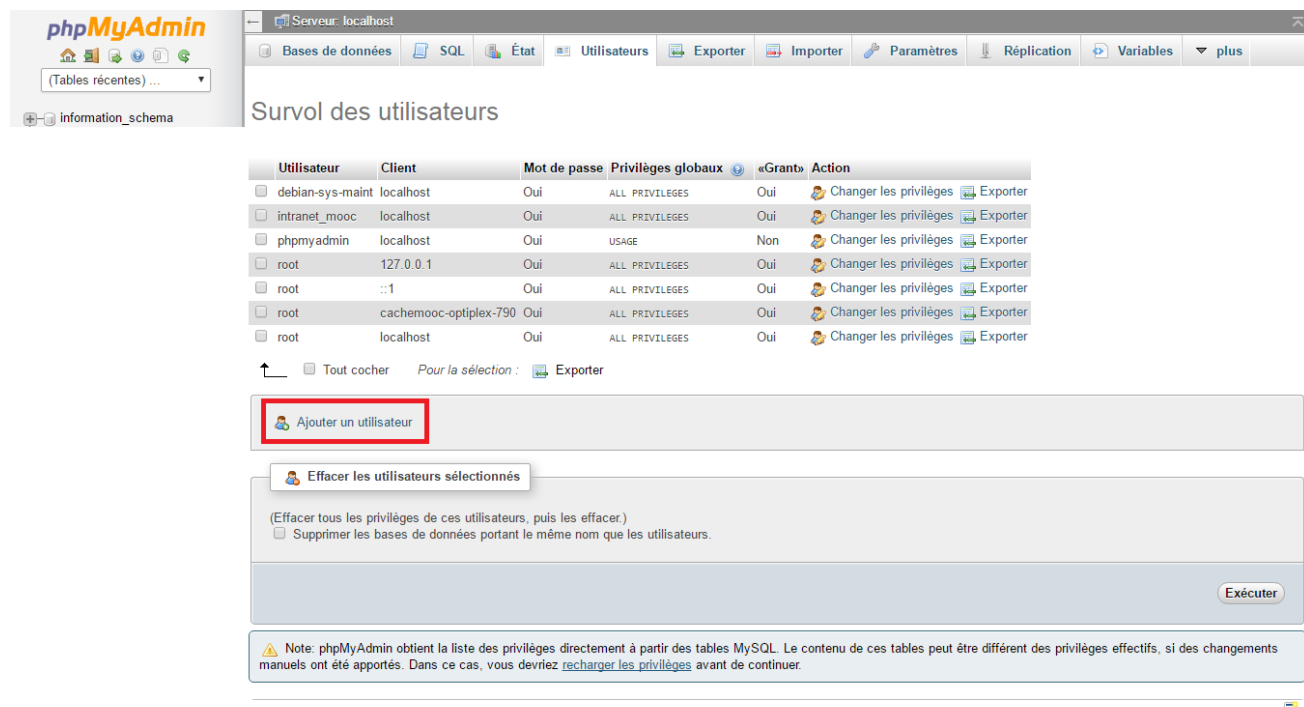 phpMyAdmin
(Tables récentes) ...
information_schema
Serveur: localhost
Bases de données SQL État Utilisateurs Exporter Importer Paramètres Réplication Variables plus
Survol des utilisateurs
Utilisateur Client Mot de passe Privilèges globaux «Grant» Action
debian-sys-maint localhost Oui ALL PRIVILEGES Oui Changer les privilèges Exporter
intranet_mooc localhost Oui ALL PRIVILEGES Oui Changer les privilèges Exporter
phpmyadmin localhost Oui USAGE Non Changer les privilèges Exporter
root 127.0.0.1 Oui ALL PRIVILEGES Oui Changer les privilèges Exporter
root ::1 Oui ALL PRIVILEGES Oui Changer les privilèges Exporter
root cachemooc-optiplex-790 Oui ALL PRIVILEGES Oui Changer les privilèges Exporter
root localhost Oui ALL PRIVILEGES Oui Changer les privilèges Exporter
Tout cocher Pour la sélection : Exporter
Ajouter un utilisateur
Effacer les utilisateurs sélectionnés
(Effacer tous les privilèges de ces utilisateurs, puis les effacer.)
Supprimer les bases de données portant le même nom que les utilisateurs.
Exécuter
Note: phpMyAdmin obtient la liste des privilèges directement à partir des tables MySQL. Le contenu de ces tables peut être différent des privilèges effectifs, si des changements
manuels ont été apportés. Dans ce cas, vous devriez recharger les privilèges avant de continuer.